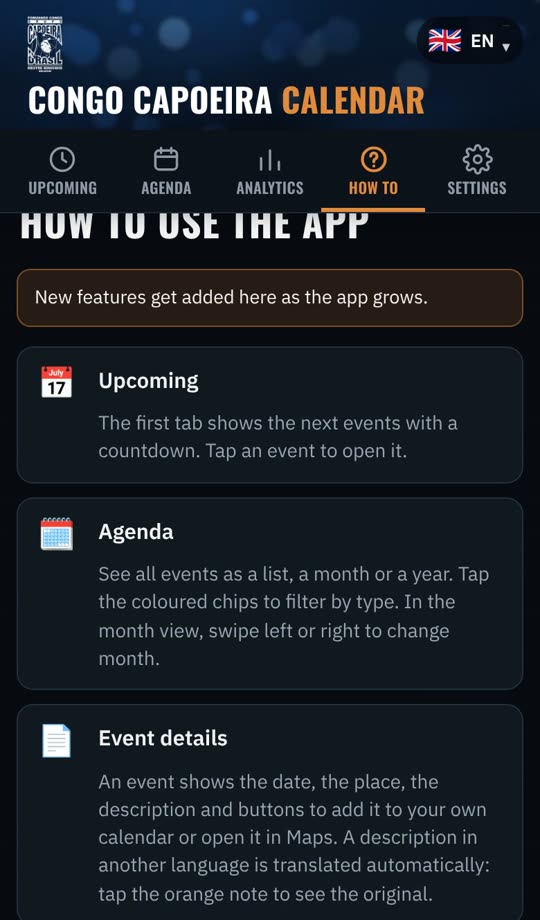 CAPOEIRA
BRASIL
EN
CONGO CAPOEIRA CALENDAR
UPCOMING
AGENDA
ANALYTICS
HOW TO
SETTINGS
HOW TO USE THE APP
New features get added here as the app grows.
July
17
Upcoming
The first tab shows the next events with a
countdown. Tap an event to open it.
Agenda
See all events as a list, a month or a year. Tap
the coloured chips to filter by type. In the
month view, swipe left or right to change
month.
Event details
An event shows the date, the place, the
description and buttons to add it to your own
calendar or open it in Maps. A description in
another language is translated automatically:
tap the orange note to see the original.